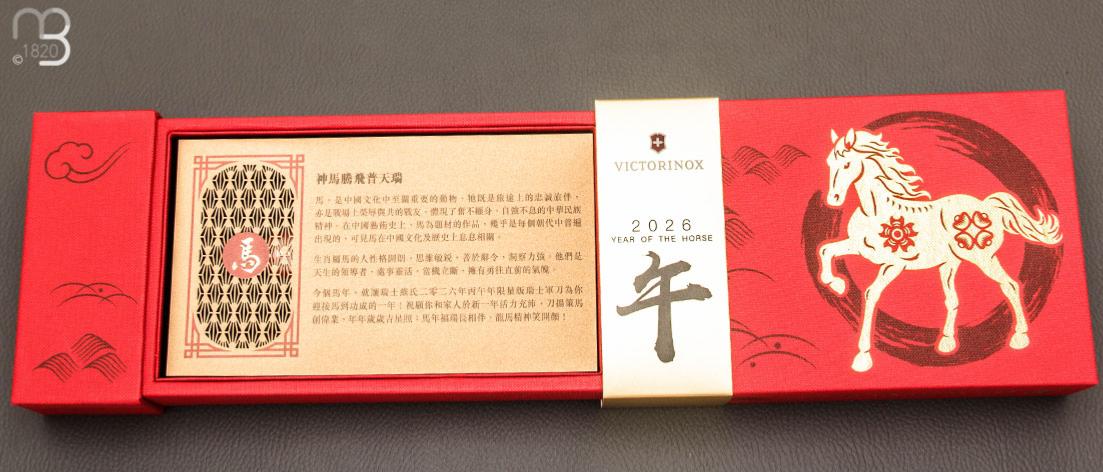 mb
©1820
馬
神馬騰飛普天瑞
馬，是中國文化中至關重要的動物，牠既是旅途上的忠誠旅伴，
亦是戰場上榮辱與共的戰友，體現了奮不顧身、自強不息的中華民族
精神。在中國藝術史上，馬為題材的作品，幾乎是每個朝代中普遍
出現的，可見馬在中國文化及歷史上息息相關。
生肖屬馬的人性格開朗、思維敏銳、善於辭令、洞察力強。他們是
天生的領導者，處事靈活、當機立斷，擁有勇往直前的氣魄。
今個馬年，就讓瑞士維氏二零二六年丙午年限量版瑞士軍刀為你
迎接馬到功成的一年！祝願你和家人於新一年活力充沛，刀揚策馬
創偉業，年年歲歲吉星照；馬年福瑞長相伴，龍馬精神笑開顏！
VICTORINOX
2026
YEAR OF THE HORSE
午